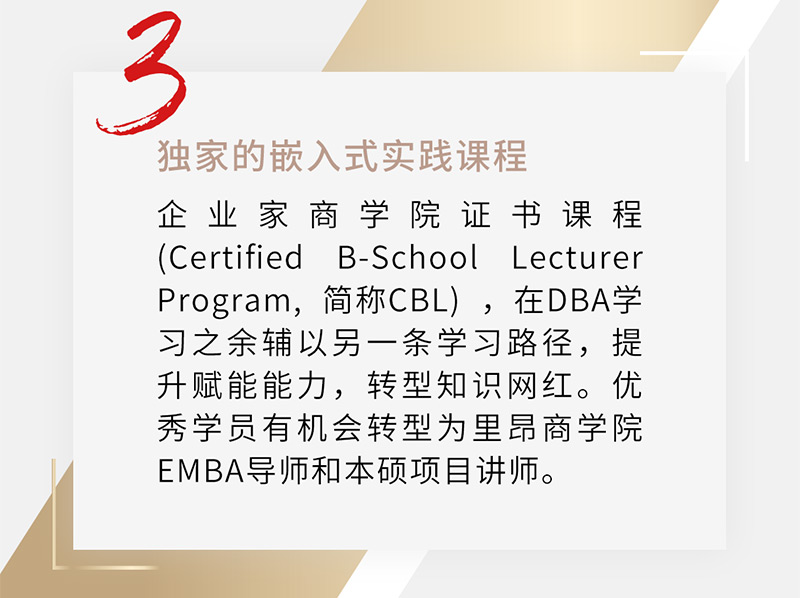 3
独家的嵌入式实践课程
企业家商学院证书课程
(Certified B-School Lecturer
Program, 简称CBL) ，在DBA学
习之余辅以另一条学习路径，提
升赋能能力，转型知识网红。优
秀学员有机会转型为里昂商学院
EMBA导师和本硕项目讲师。